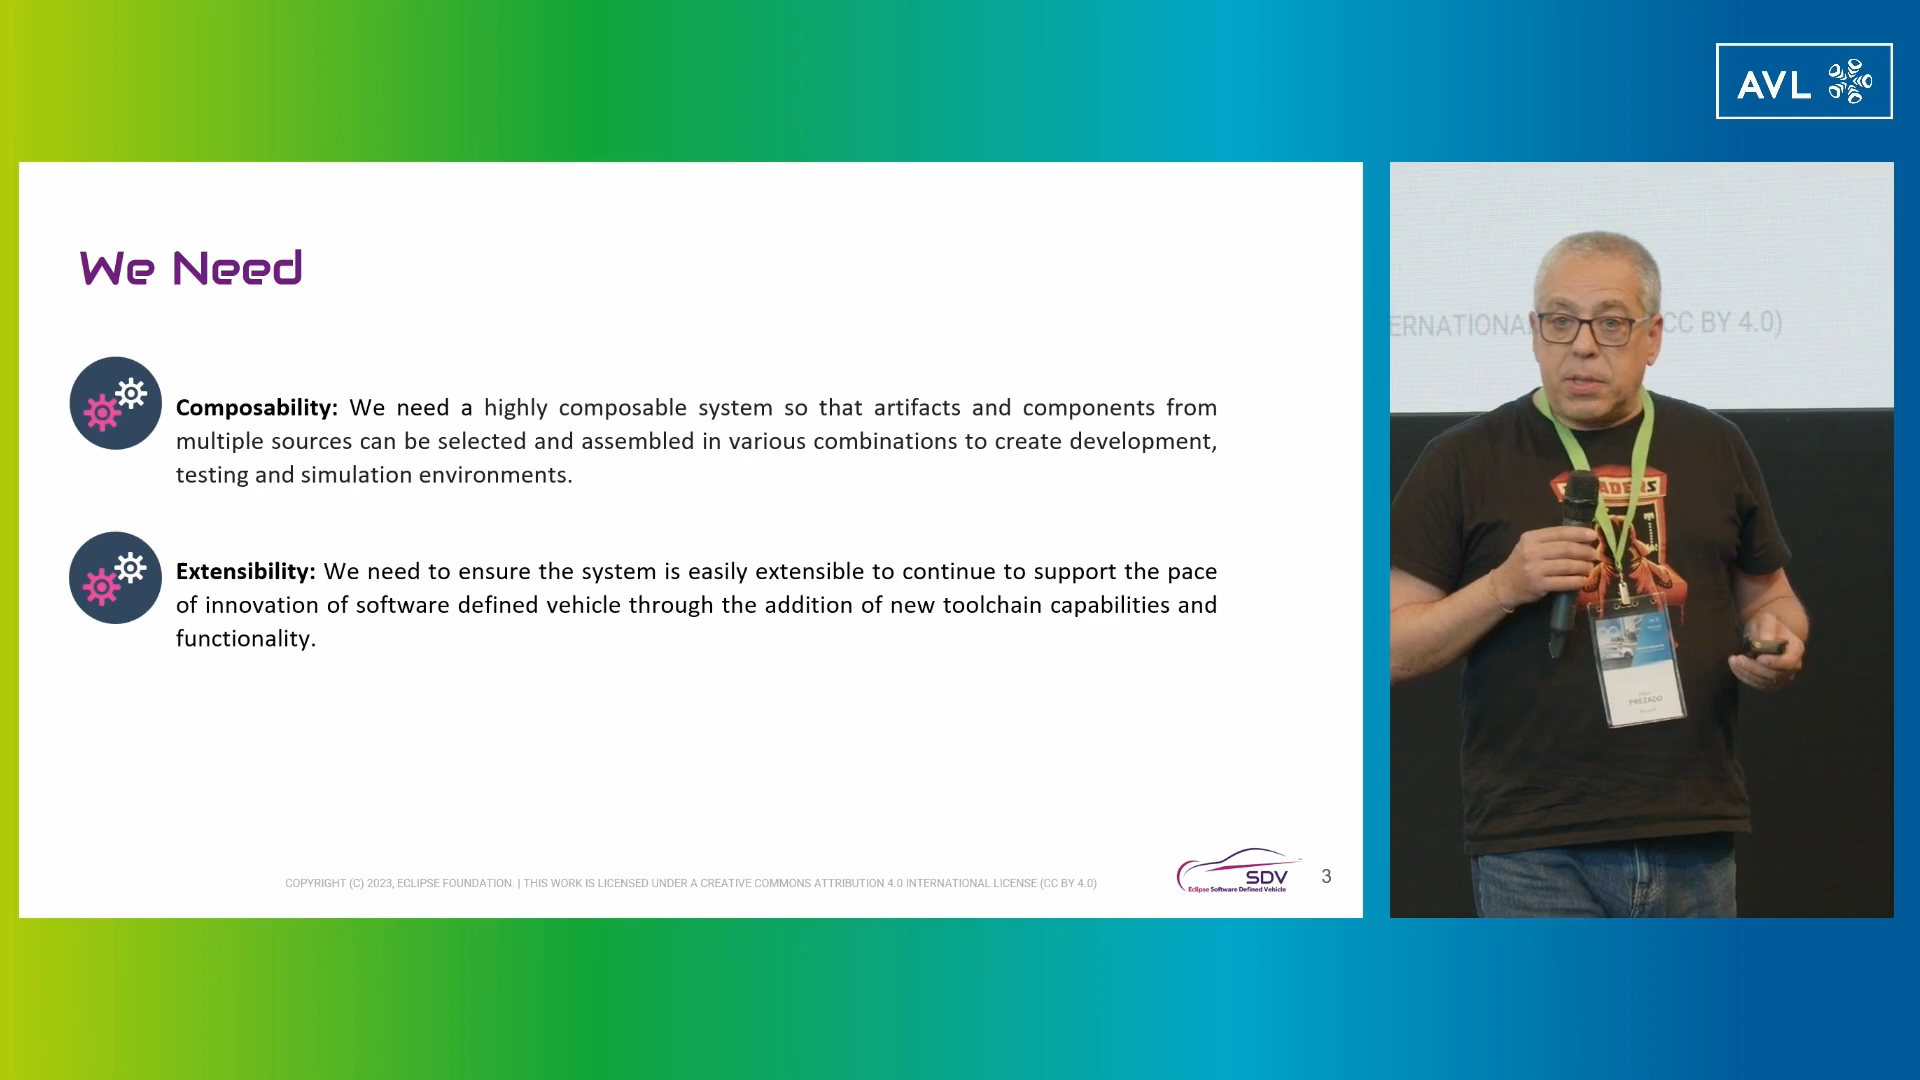 AVL
We Need
Composability: We need a highly composable system so that artifacts and components from
multiple sources can be selected and assembled in various combinations to create development,
testing and simulation environments.
Extensibility: We need to ensure the system is easily extensible to continue to support the pace
of innovation of software defined vehicle through the addition of new toolchain capabilities and
functionality.
COPYRIGHT (C) 2023, ECLIPSE FOUNDATION. | THIS WORK IS LICENSED UNDER A CREATIVE COMMONS ATTRIBUTION 4.0 INTERNATIONAL LICENSE (CC BY 4.0)
SDV
Eclipse Software Defined Vehicle
3
ERNATIONA CC BY 4.0)
PREZADO